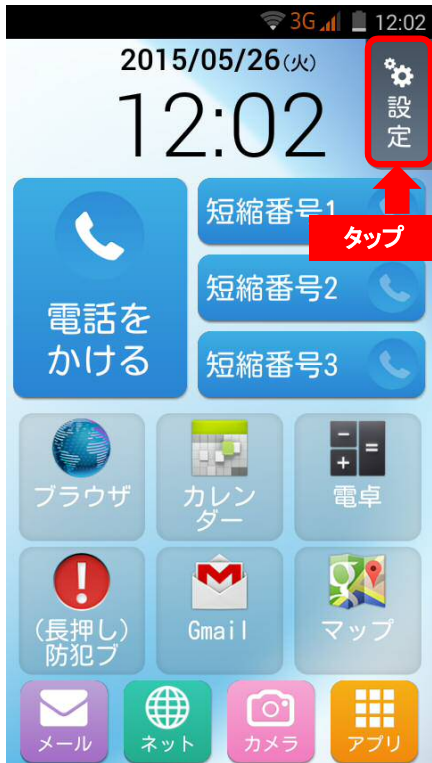 3G 12:02
2015/05/26(火)
12:02
設定
タップ
電話を
かける
短縮番号1
短縮番号2
短縮番号3
ブラウザ
カレン
ダー
電卓
(長押し)
防犯ブ
Gmail
マップ
メール
ネット
カメラ
アプリ